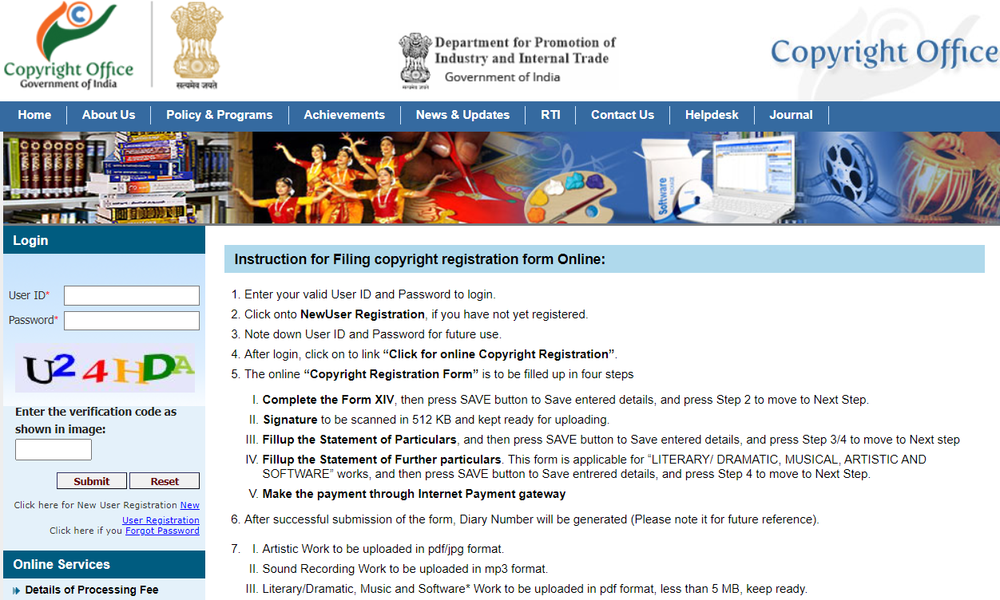 Copyright Office
Government of India
सत्यमेव जयते
Department for Promotion of
Industry and Internal Trade
Government of India
Copyright Office
Home
About Us
Policy & Programs
Achievements
News & Updates
RTI
Contact Us
Helpdesk
Journal
Software
Login
User ID*
Password*
U24HDA
Enter the verification code as
shown in image:
Submit
Reset
Click here for New User Registration New
User Registration
Click here if you Forgot Password
Online Services
Details of Processing Fee
Instruction for Filing copyright registration form Online:
1. Enter your valid User ID and Password to login.
2. Click onto NewUser Registration, if you have not yet registered.
3. Note down User ID and Password for future use.
4. After login, click on to link “Click for online Copyright Registration”.
5. The online “Copyright Registration Form” is to be filled up in four steps
I. Complete the Form XIV, then press SAVE button to Save entered details, and press Step 2 to move to Next Step.
II. Signature to be scanned in 512 KB and kept ready for uploading.
III. Fillup the Statement of Particulars, and then press SAVE button to Save entered details, and press Step 3/4 to move to Next step
IV. Fillup the Statement of Further particulars. This form is applicable for “LITERARY/ DRAMATIC, MUSICAL, ARTISTIC AND
SOFTWARE” works, and then press SAVE button to Save entrered details, and press Step 4 to move to Next Step.
V. Make the payment through Internet Payment gateway
6. After successful submission of the form, Diary Number will be generated (Please note it for future reference).
7. I. Artistic Work to be uploaded in pdf/jpg format.
II. Sound Recording Work to be uploaded in mp3 format.
III. Literary/Dramatic, Music and Software* Work to be uploaded in pdf format, less than 5 MB, keep ready.